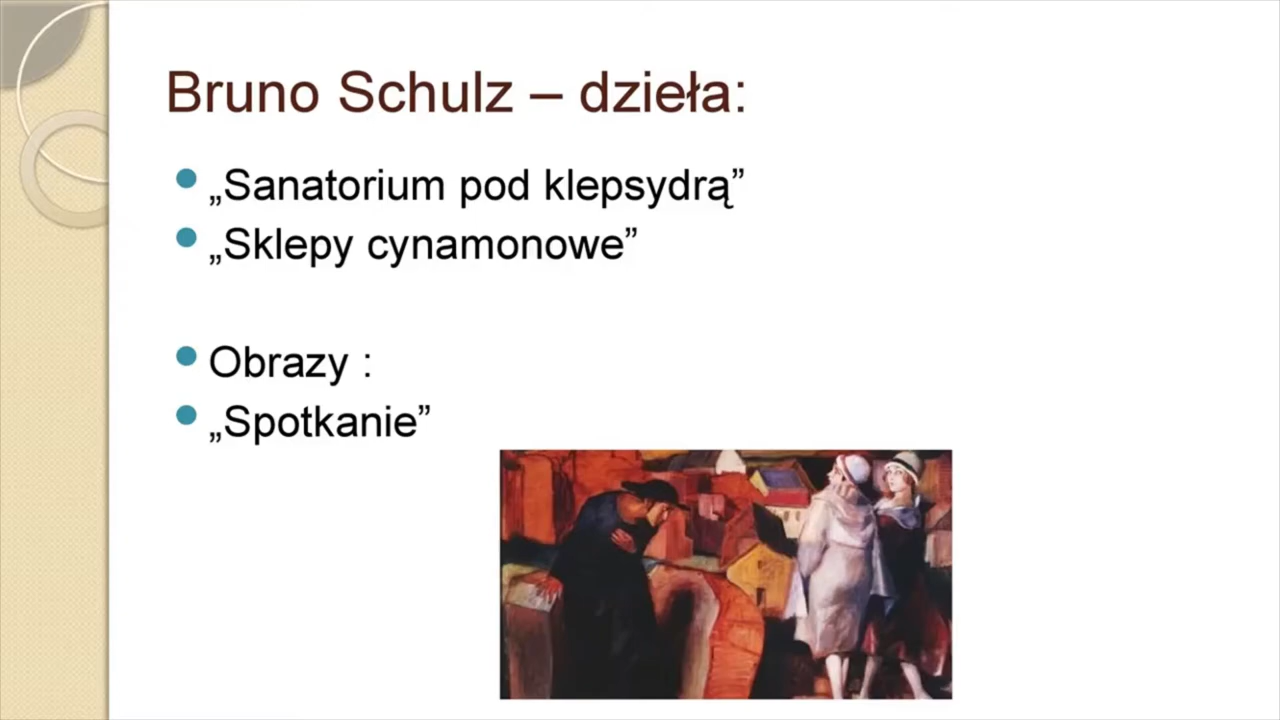 Bruno Schulz – dzieła:
„Sanatorium pod klepsydrą”
„Sklepy cynamonowe”
Obrazy :
„Spotkanie”